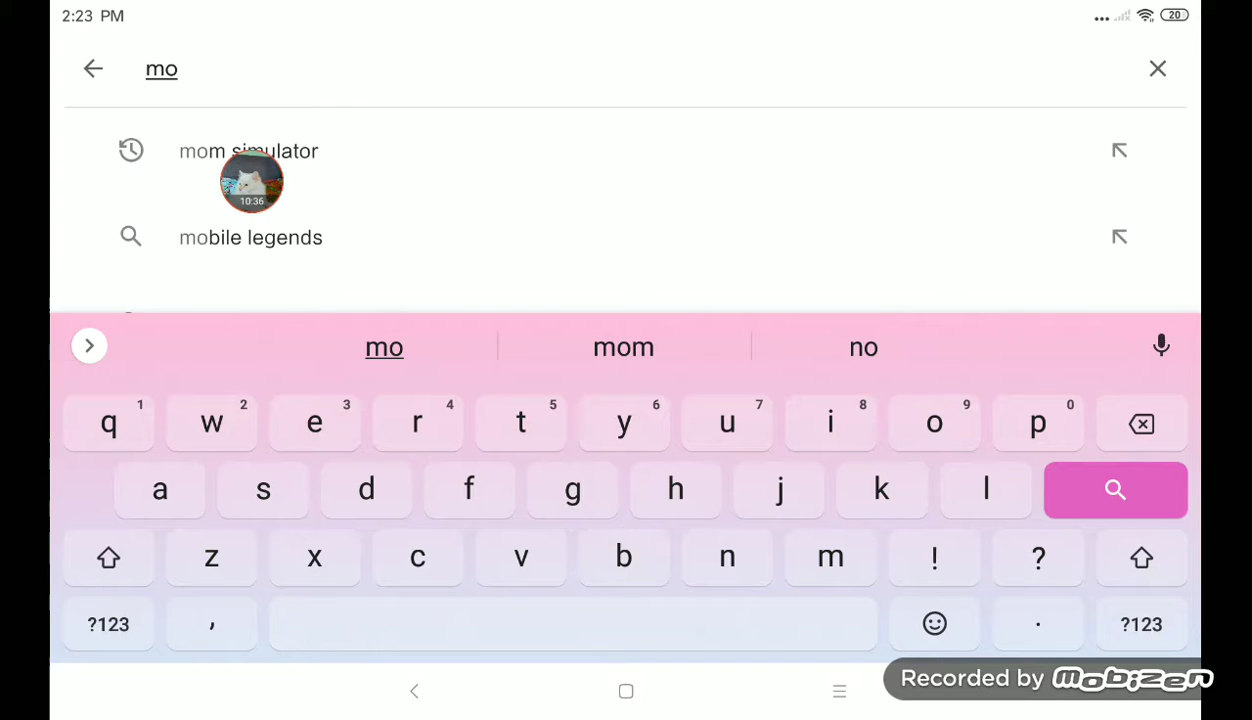 2:23 PM
20
mo
mom simulator
10:36
mobile legends
mo mom no
q 1 w 2 e 3 r 4 t 5 y 6 u 7 i 8 o 9 p 0
a s d f g h j k l
z x c v b n m ! ?
?123 , . ?123
Recorded by mobizen